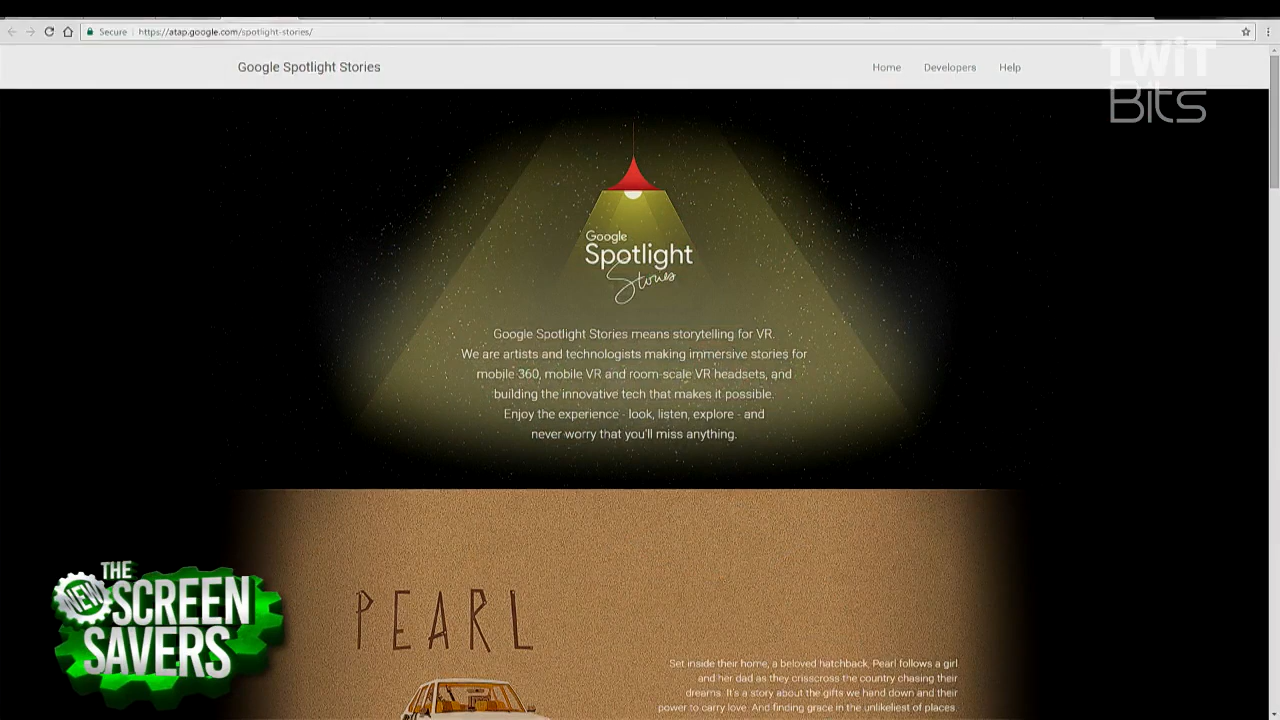 Secure
https://atap.google.com/spotlight-stories/
Google Spotlight Stories
Home
Developers
Help
TWiT
Bits
Google
Spotlight
Stories
Google Spotlight Stories means storytelling for VR.
We are artists and technologists making immersive stories for
mobile 360, mobile VR and room-scale VR headsets, and
building the innovative tech that makes it possible.
Enjoy the experience - look, listen, explore - and
never worry that you'll miss anything.
PEARL
Set inside their home, a beloved hatchback, Pearl follows a girl
and her dad as they crisscross the country chasing their
dreams. It's a story about the gifts we hand down and their
power to carry love. And finding grace in the unlikeliest of places.
THE
NEW
SCREEN
SAVERS